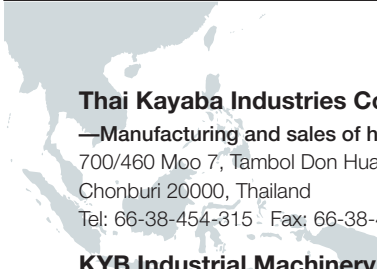 Thai Kayaba Industries Co
—Manufacturing and sales of h
700/460 Moo 7, Tambol Don Hua
Chonburi 20000, Thailand
Tel: 66-38-454-315 Fax: 66-38-4
KYB Industrial Machinery